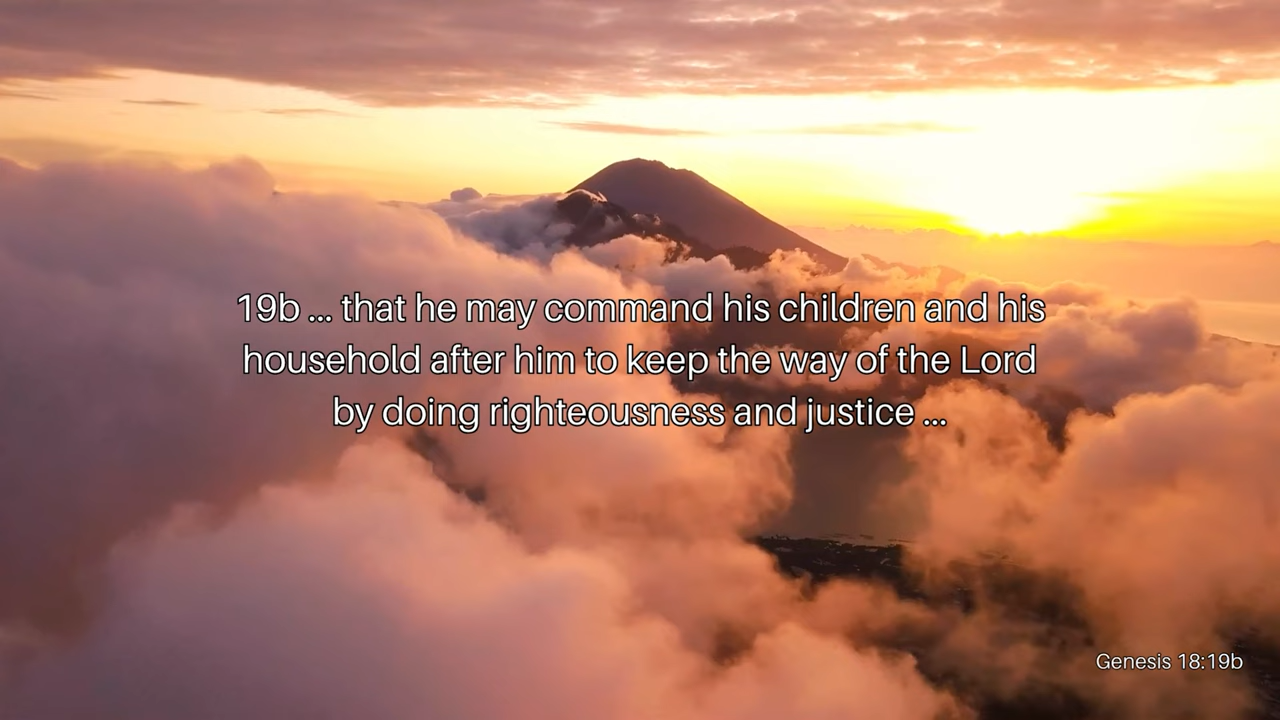 19b ... that he may command his children and his
household after him to keep the way of the Lord
by doing righteousness and justice ...
Genesis 18:19b